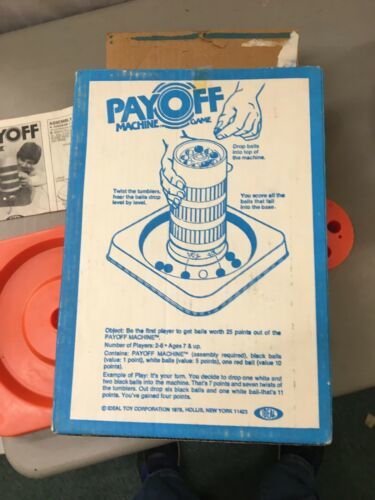 PAYOFF
MACHINE GAME
YOFF
Drop balls
into top of
the machine.
Twist the tumblers,
hear the balls drop
level by level.
You score all the
balls that fall
into the base.
Object: Be the first player to get balls worth 25 points out of the
PAYOFF MACHINE™.
Number of Players: 2-6 • Ages 7 & up.
Contains: PAYOFF MACHINE™ (assembly required), black balls
(value: 1 point), white balls (value: 5 points), one red ball (value 10
points).
Example of Play: It's your turn. You decide to drop one white and
two black balls into the machine. That's 7 points and seven twists of
the tumblers. Out drop six black balls and one white ball-that's 11
points. You've gained four points.
© IDEAL TOY CORPORATION 1978, HOLLIS, NEW YORK 11423
IDEAL